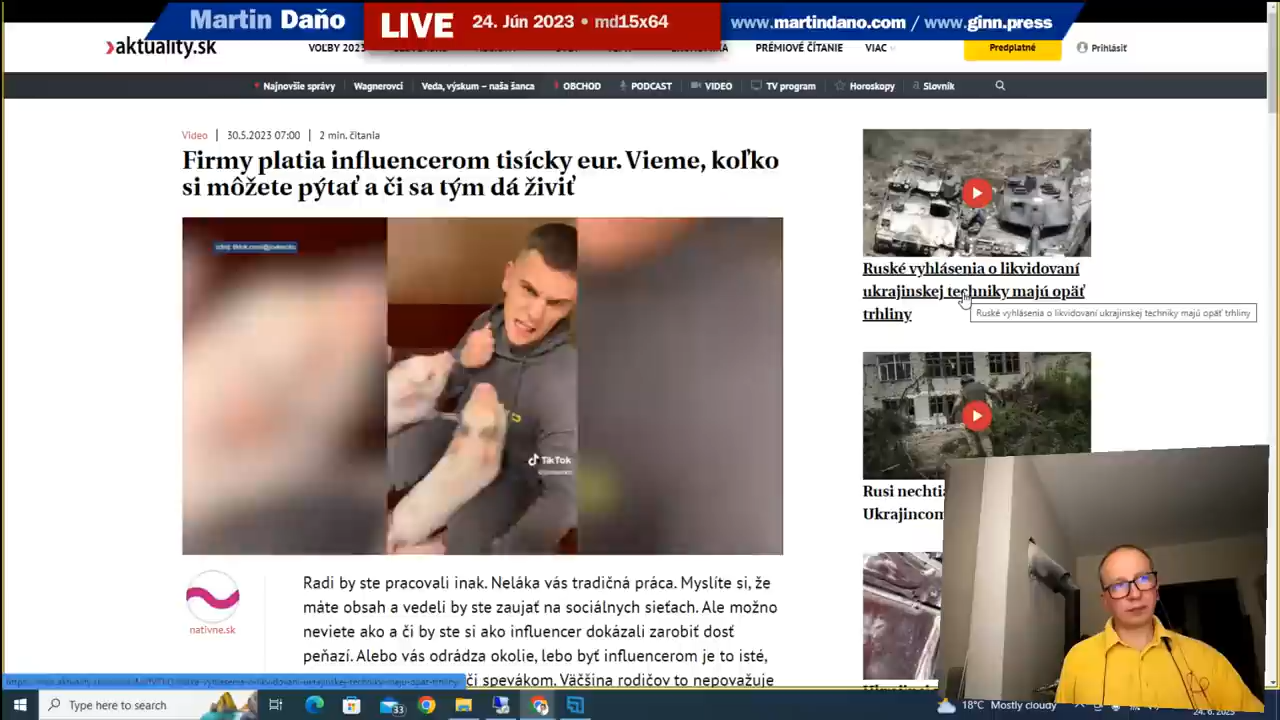 Martin Daňo
LIVE
24. Jún 2023 • md15x64
www.martindano.com / www.ginn.press
aktuality.sk
VOĽBY 2023
PRÉMIOVÉ ČÍTANIE
VIAC
Predplatné
Prihlásiť
Najnovšie správy
Wagnerovci
Veda, výskum – naša šanca
OBCHOD
PODCAST
VIDEO
TV program
Horoskopy
Slovník
Video | 30.5.2023 07:00 | 2 min. čítania
Firmy platia influencerom tisícky eur. Vieme, koľko
si môžete pýtať a či sa tým dá živiť
TikTok
nativne.sk
Radi by ste pracovali inak. Neláka vás tradičná práca. Myslíte si, že
máte obsah a vedeli by ste zaujať na sociálnych sieťach. Ale možno
neviete ako a či by ste si ako influencer dokázali zarobiť dosť
peňazí. Alebo vás odrádza okolie, lebo byť influencerom je to isté,
či spevákom. Väčšina rodičov to nepovažuje
Ruské vyhlásenia o likvidovaní
ukrajinskej techniky majú opäť
trhliny
Ruské vyhlásenia o likvidovaní ukrajinskej techniky majú opäť trhliny
Rusi
Type here to search
33
18°C Mostly cloudy